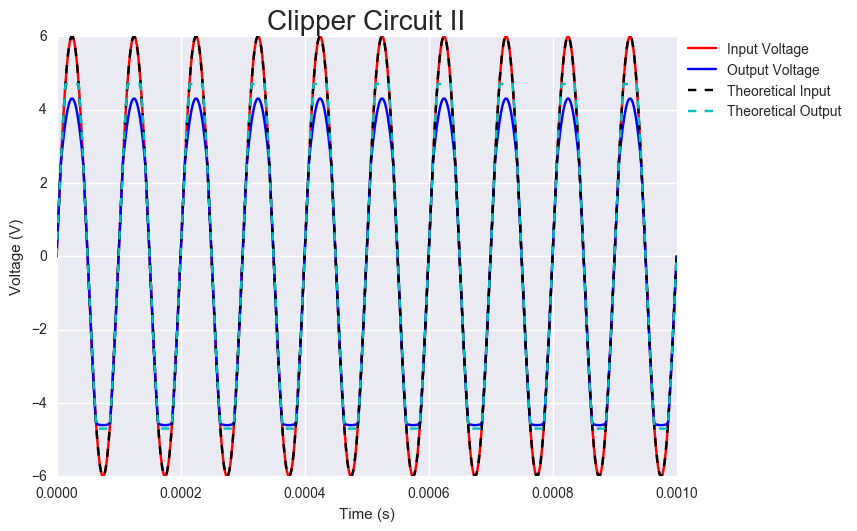 Clipper Circuit II
6
4
2
0
−2
−4
−6
Voltage (V)
0.0000
0.0002
0.0004
0.0006
0.0008
0.0010
Time (s)
Input Voltage
Output Voltage
Theoretical Input
Theoretical Output